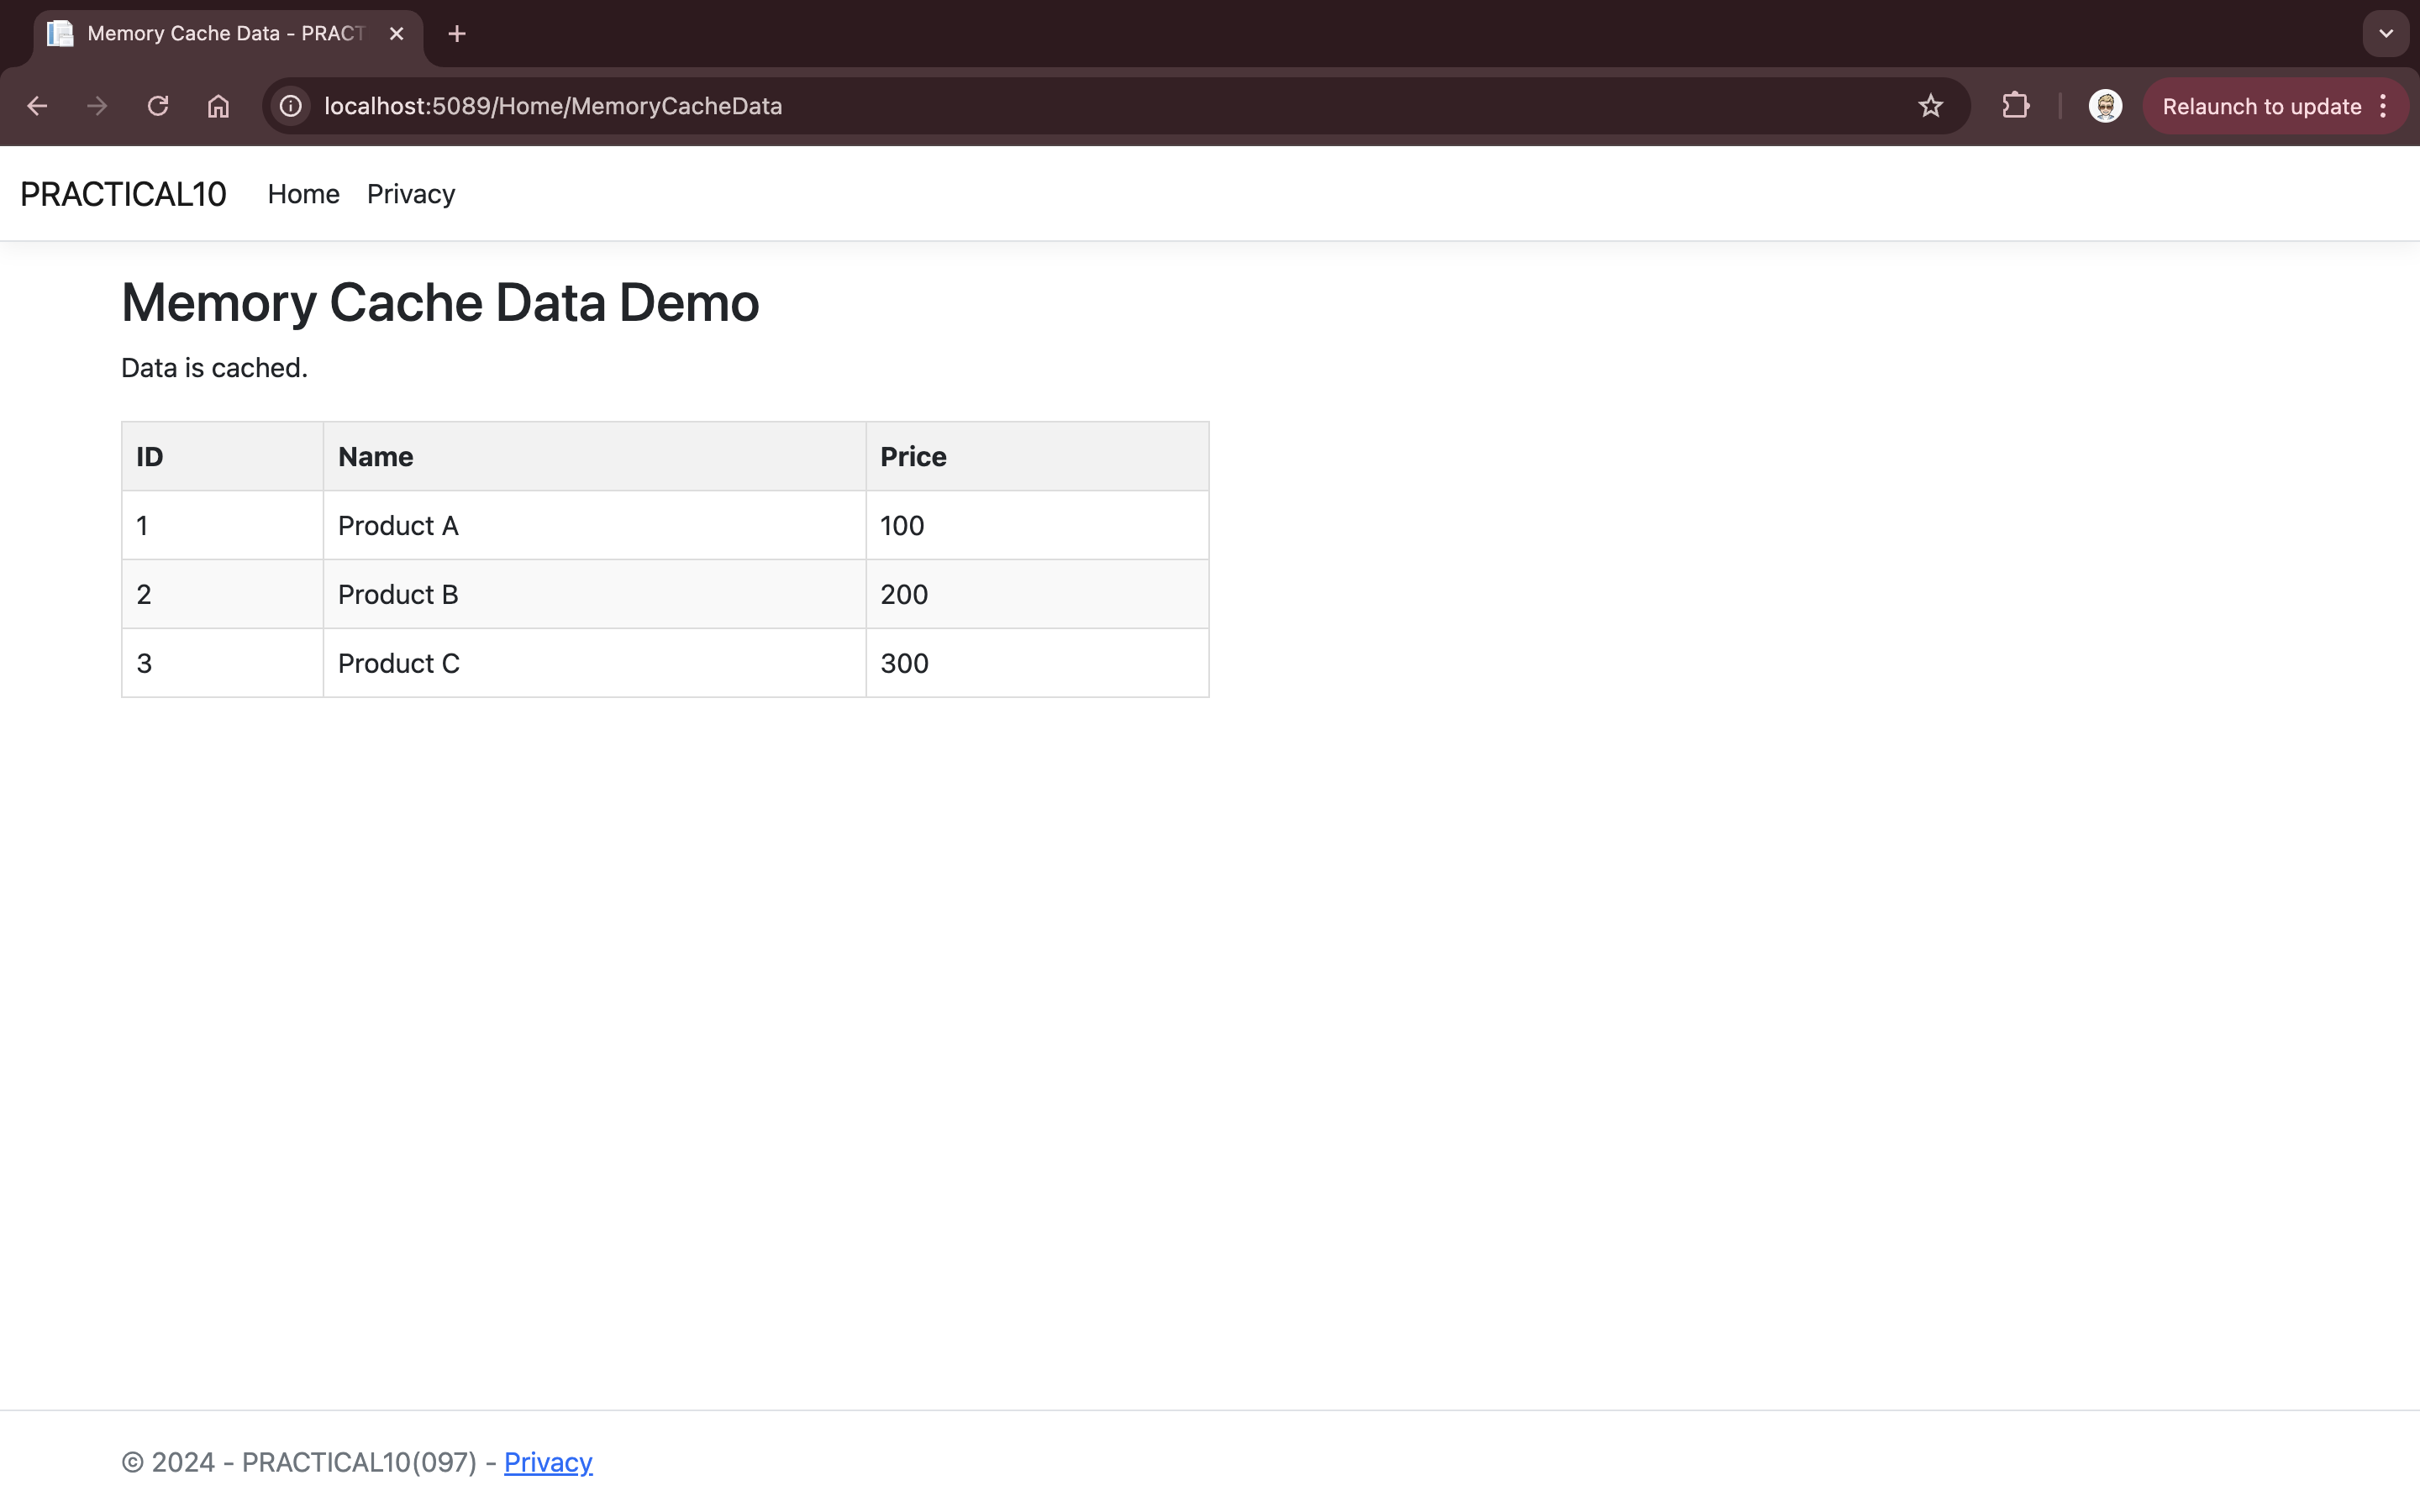 Memory Cache Data - PRACT
localhost:5089/Home/MemoryCacheData
Relaunch to update
PRACTICAL10 Home Privacy
Memory Cache Data Demo
Data is cached.
ID Name Price
1 Product A 100
2 Product B 200
3 Product C 300
© 2024 - PRACTICAL10(097) - Privacy